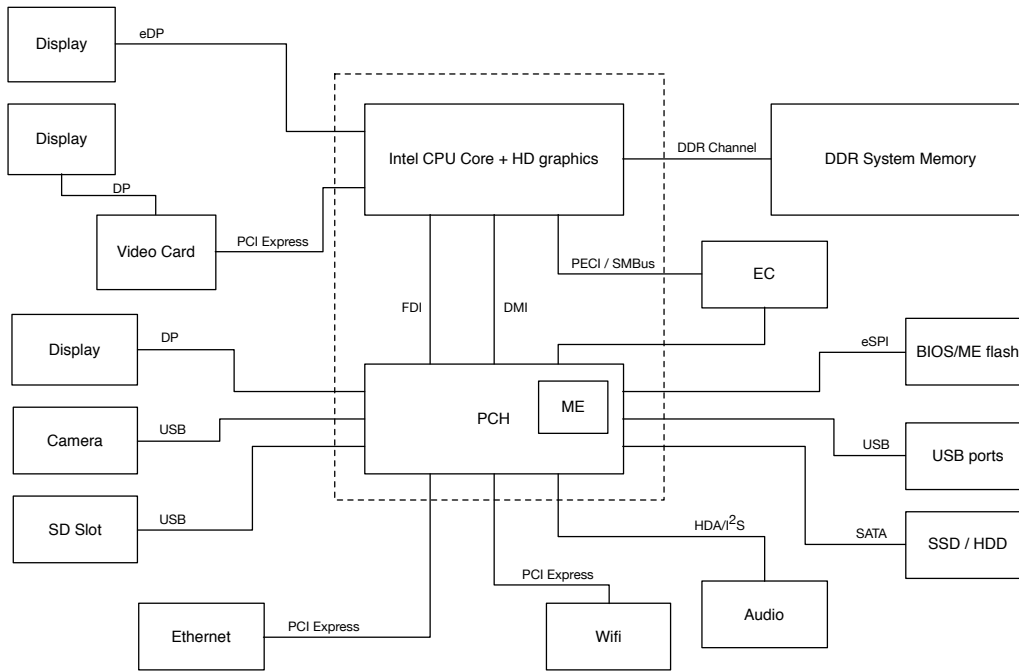 Display
eDP
Display
DP
Video Card
PCI Express
Intel CPU Core + HD graphics
DDR Channel
DDR System Memory
PECI / SMBus
EC
FDI
DMI
Display
DP
eSPI
BIOS/ME flash
PCH
ME
Camera
USB
USB
USB ports
SD Slot
USB
HDA/I²S
SATA
SSD / HDD
PCI Express
Ethernet
PCI Express
Wifi
Audio